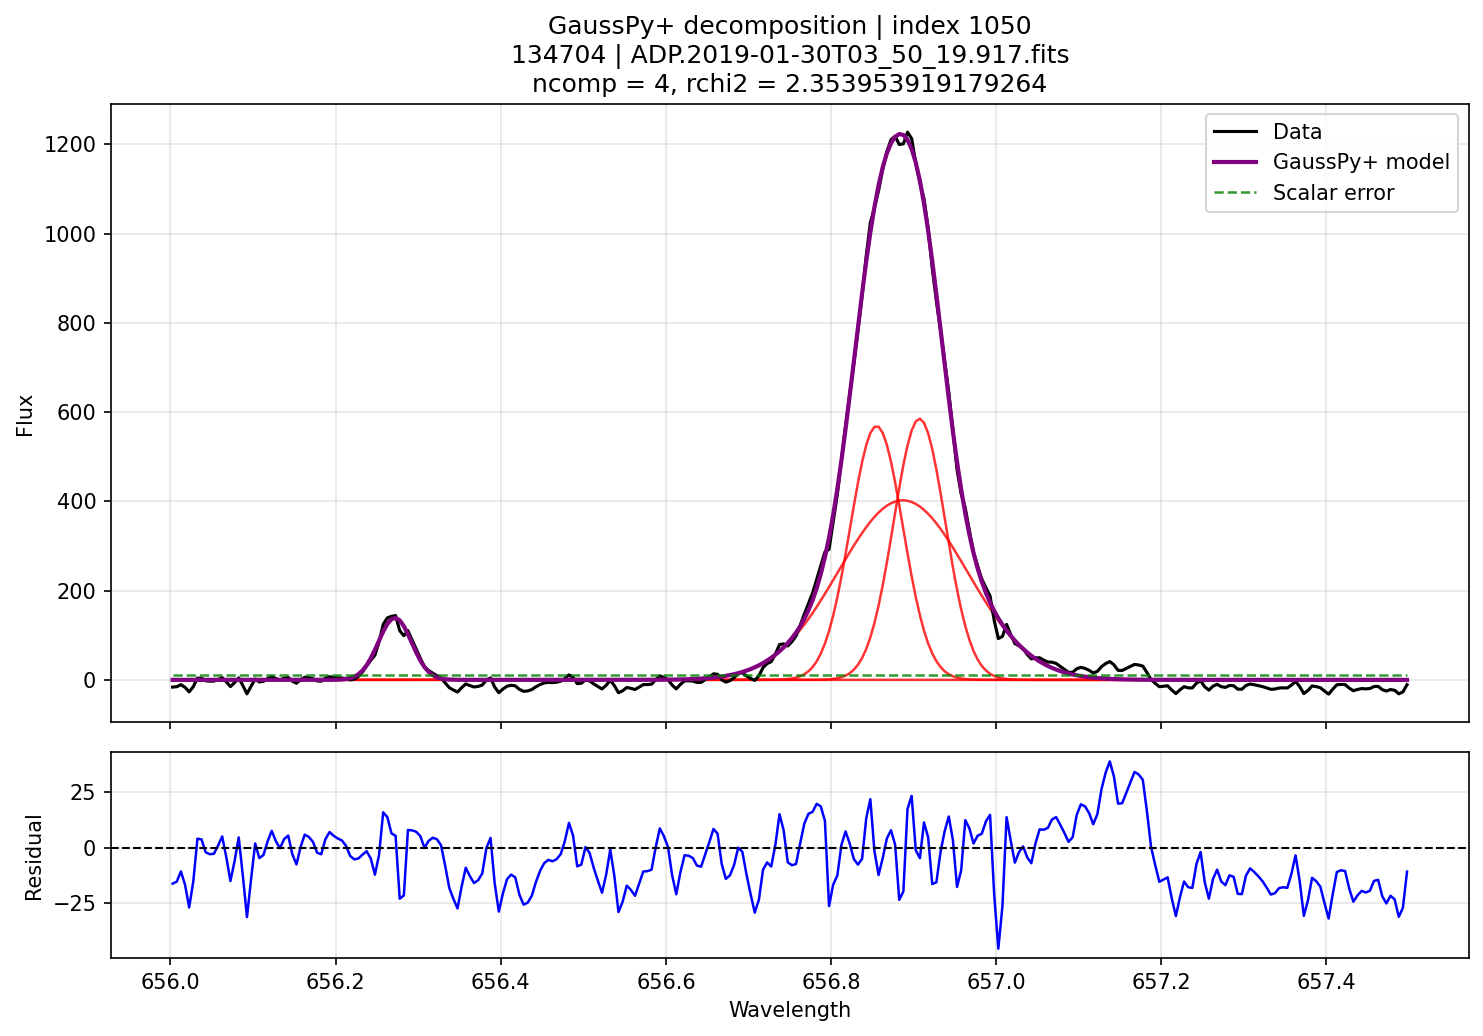 GaussPy+ decomposition | index 1050
134704 | ADP.2019-01-30T03_50_19.917.fits
ncomp = 4, rchi2 = 2.353953919179264
Data
GaussPy+ model
Scalar error
1200
1000
800
600
400
200
0
Flux
25
0
−25
Residual
656.0 656.2 656.4 656.6 656.8 657.0 657.2 657.4
Wavelength